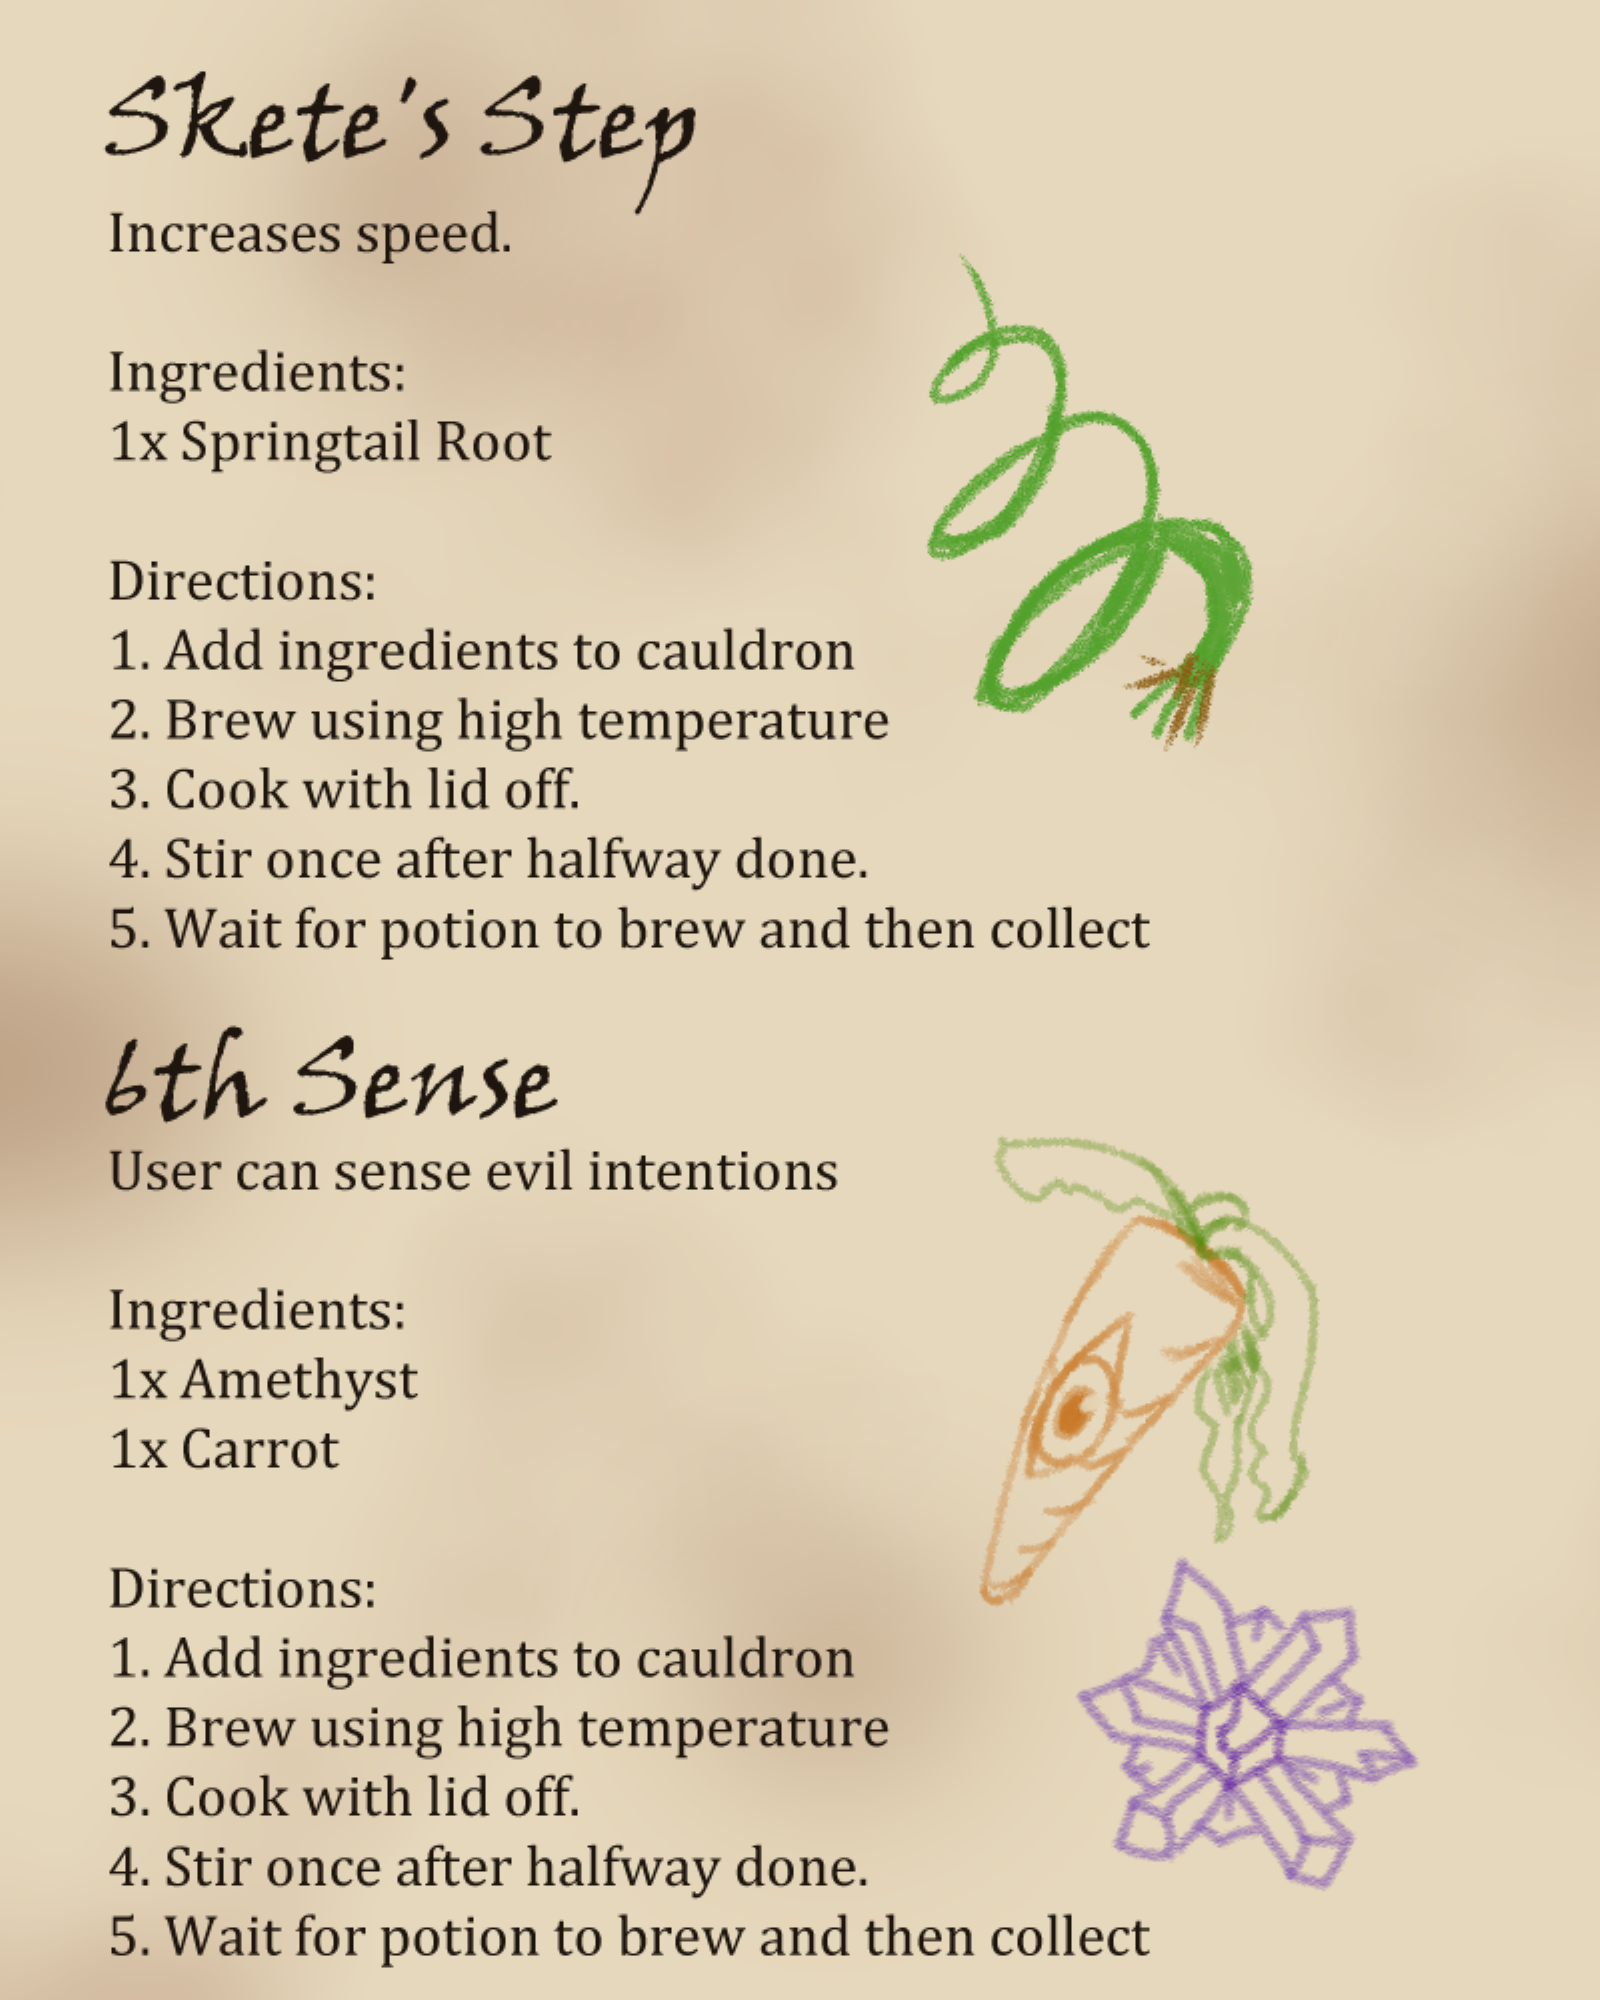 Skete's Step
Increases speed.
Ingredients:
1x Springtail Root
Directions:
1. Add ingredients to cauldron
2. Brew using high temperature
3. Cook with lid off.
4. Stir once after halfway done.
5. Wait for potion to brew and then collect
6th Sense
User can sense evil intentions
Ingredients:
1x Amethyst
1x Carrot
Directions:
1. Add ingredients to cauldron
2. Brew using high temperature
3. Cook with lid off.
4. Stir once after halfway done.
5. Wait for potion to brew and then collect